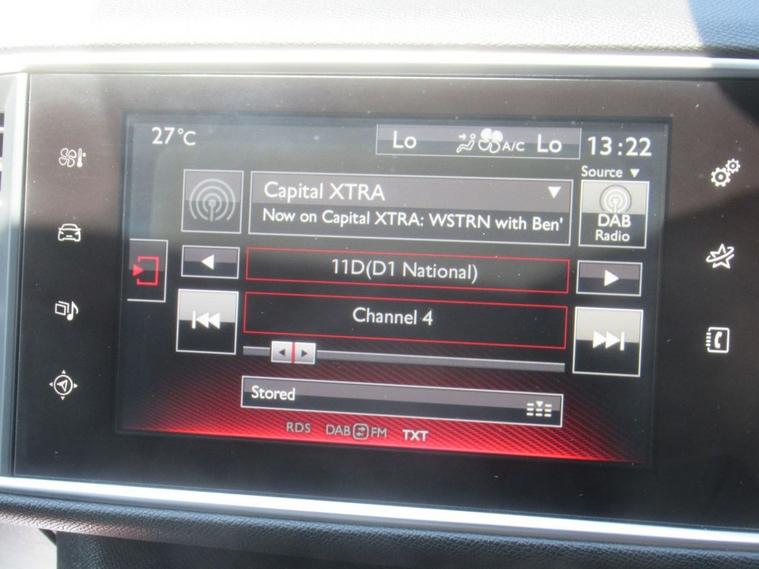 27°C
Lo A/C Lo 13:22
Source
Capital XTRA
Now on Capital XTRA: WSTRN with Ben'
DAB
Radio
11D(D1 National)
Channel 4
Stored
RDS DAB FM TXT